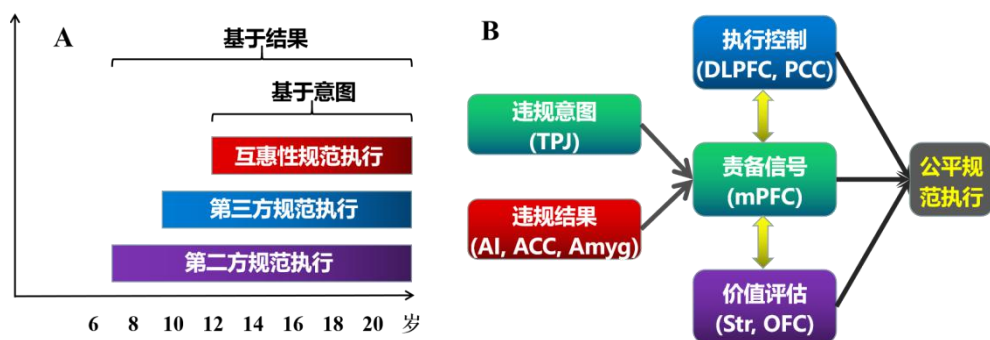 A
基于结果
基于意图
互惠性规范执行
第三方规范执行
第二方规范执行
6 8 10 12 14 16 18 20 岁
B
执行控制
(DLPFC, PCC)
违规意图
(TPJ)
责备信号
(mPFC)
公平规
范执行
违规结果
(AI, ACC, Amyg)
价值评估
(Str, OFC)